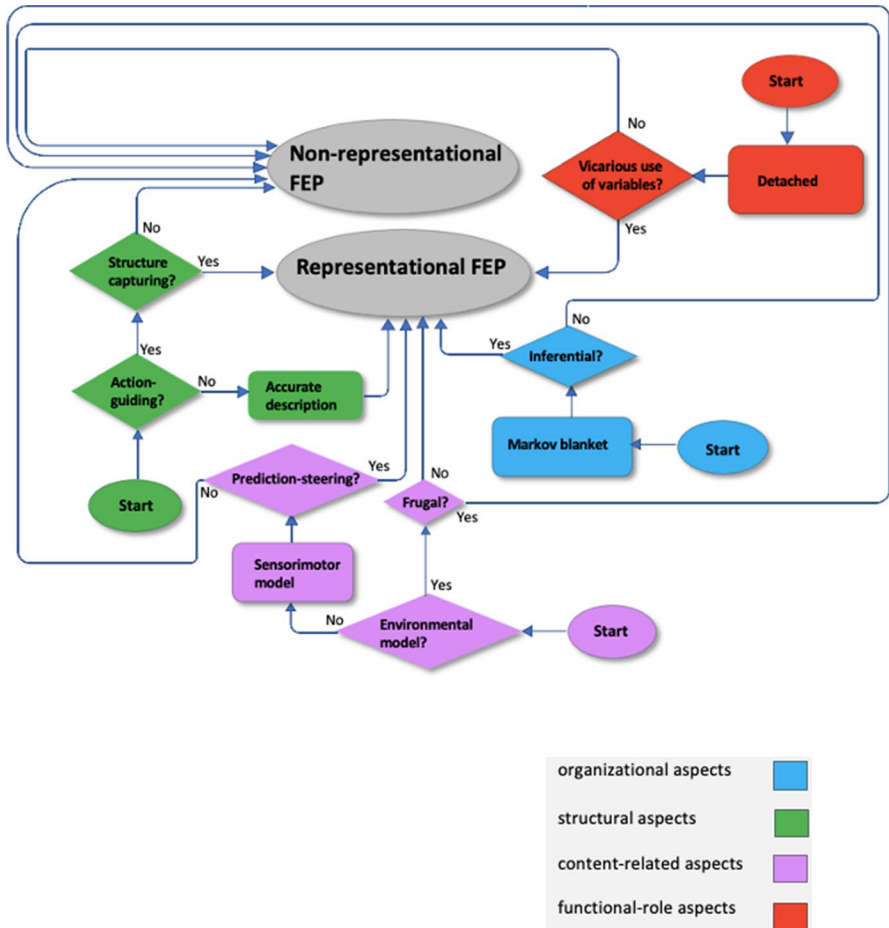 Start
No
Non-representational
FEP
Vicarious use
of variables?
Detached
No
Structure
capturing?
Yes
Representational FEP
Yes
No
Yes
Inferential?
Yes
Action-
guiding?
No
Accurate
description
Markov blanket
Start
Prediction-steering?
Yes
No
No
Frugal?
Yes
Start
Sensorimotor
model
Yes
No
Environmental
model?
Start
organizational aspects
structural aspects
content-related aspects
functional-role aspects